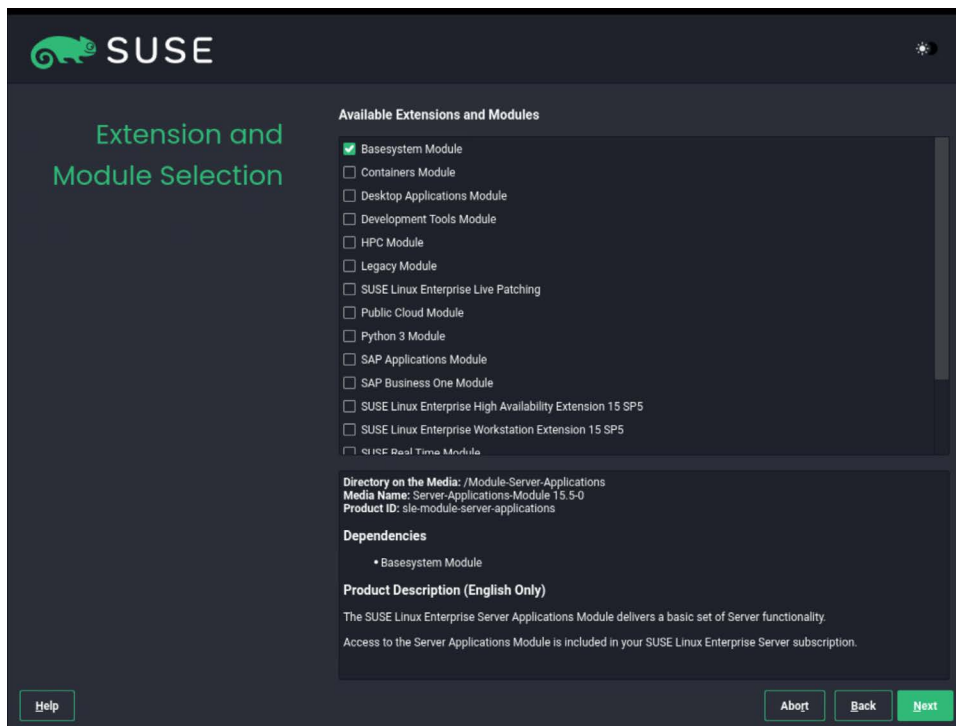 SUSE
Extension and
Module Selection
Available Extensions and Modules
Basesystem Module
Containers Module
Desktop Applications Module
Development Tools Module
HPC Module
Legacy Module
SUSE Linux Enterprise Live Patching
Public Cloud Module
Python 3 Module
SAP Applications Module
SAP Business One Module
SUSE Linux Enterprise High Availability Extension 15 SP5
SUSE Linux Enterprise Workstation Extension 15 SP5
SUSE Real Time Module
Directory on the Media: /Module-Server-Applications
Media Name: Server-Applications-Module 15.5-0
Product ID: sle-module-server-applications
Dependencies
• Basesystem Module
Product Description (English Only)
The SUSE Linux Enterprise Server Applications Module delivers a basic set of Server functionality.
Access to the Server Applications Module is included in your SUSE Linux Enterprise Server subscription.
Help
Abort
Back
Next